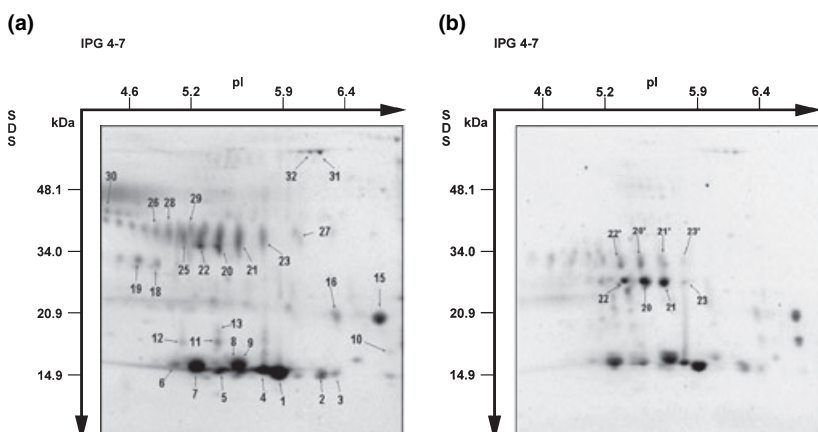 (a)
IPG 4-7
pI
4.6 5.2 5.9 6.4
S
D
S
kDa
48.1
34.0
20.9
14.9
30
32 31
26 28 29
27
25 22 20 21 23
19 18
16 15
13
12 11
8 9
10
6
7 5 4 1 2 3
(b)
IPG 4-7
pI
4.6 5.2 5.9 6.4
S
D
S
kDa
48.1
34.0
20.9
14.9
22' 20' 21' 23'
22 20 21 23